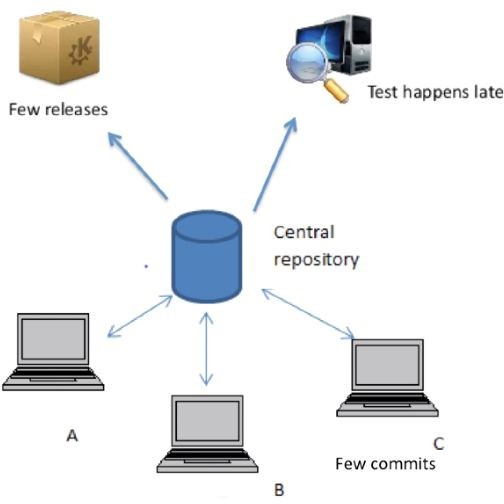 Few releases
Test happens late
Central
repository
A
B
C
Few commits